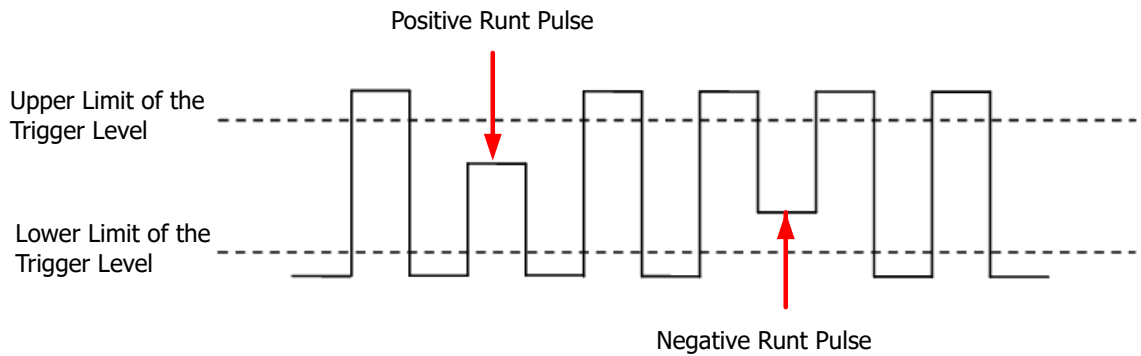 Positive Runt Pulse
Upper Limit of the
Trigger Level
Lower Limit of the
Trigger Level
Negative Runt Pulse